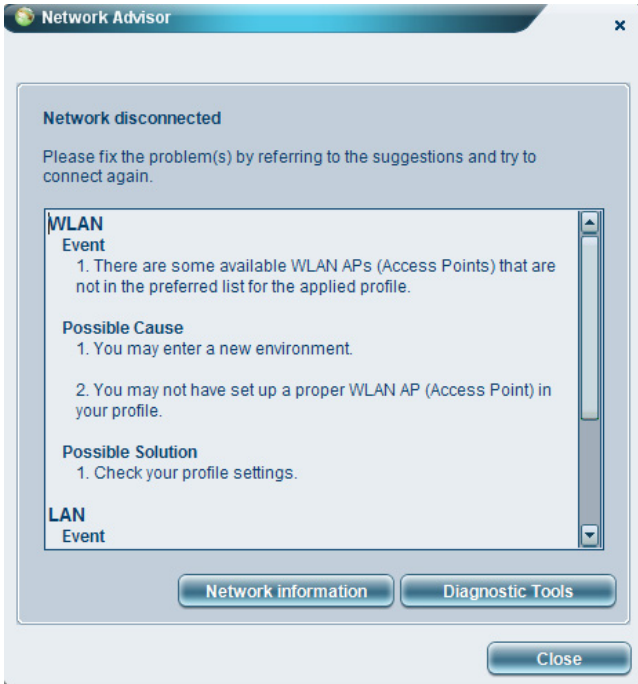 Network Advisor
Network disconnected
Please fix the problem(s) by referring to the suggestions and try to
connect again.
WLAN
Event
1. There are some available WLAN APs (Access Points) that are
not in the preferred list for the applied profile.
Possible Cause
1. You may enter a new environment.
2. You may not have set up a proper WLAN AP (Access Point) in
your profile.
Possible Solution
1. Check your profile settings.
LAN
Event
Network information
Diagnostic Tools
Close